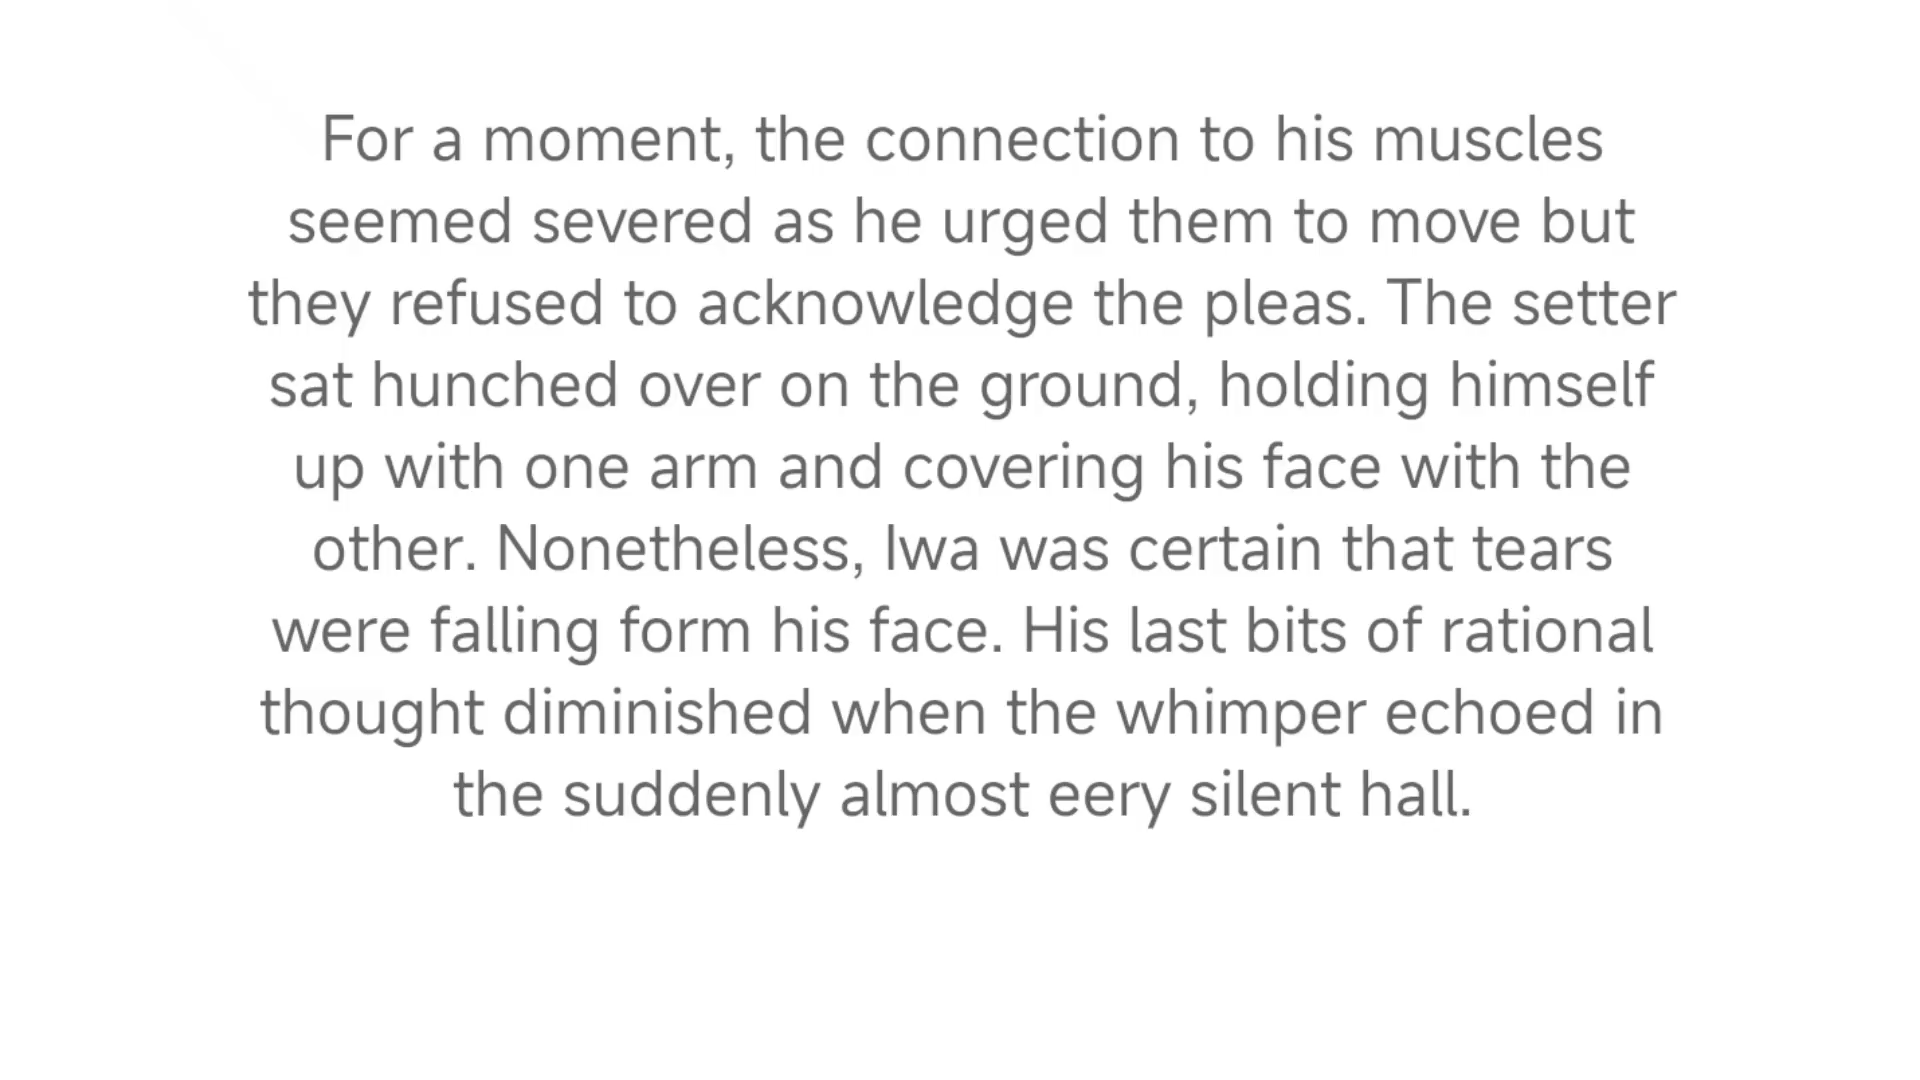 For a moment, the connection to his muscles
seemed severed as he urged them to move but
they refused to acknowledge the pleas. The setter
sat hunched over on the ground, holding himself
up with one arm and covering his face with the
other. Nonetheless, Iwa was certain that tears
were falling form his face. His last bits of rational
thought diminished when the whimper echoed in
the suddenly almost eery silent hall.